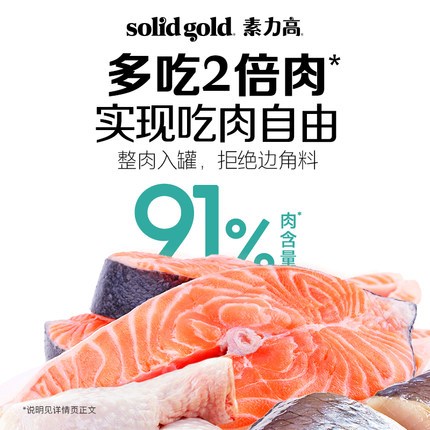 solid gold 素力高
多吃2倍肉*
实现吃肉自由
整肉入罐，拒绝边角料
91%
肉含量*
*说明见详情页正文